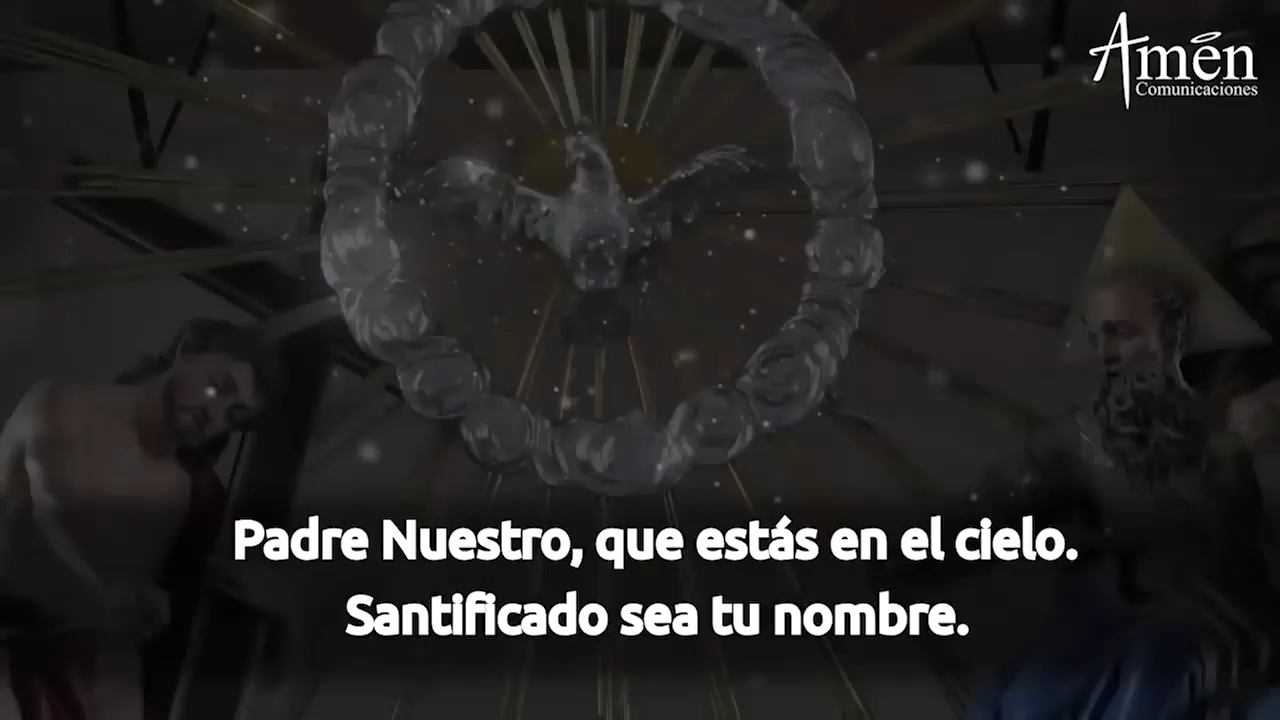 Amén
Comunicaciones
Padre Nuestro, que estás en el cielo.
Santificado sea tu nombre.